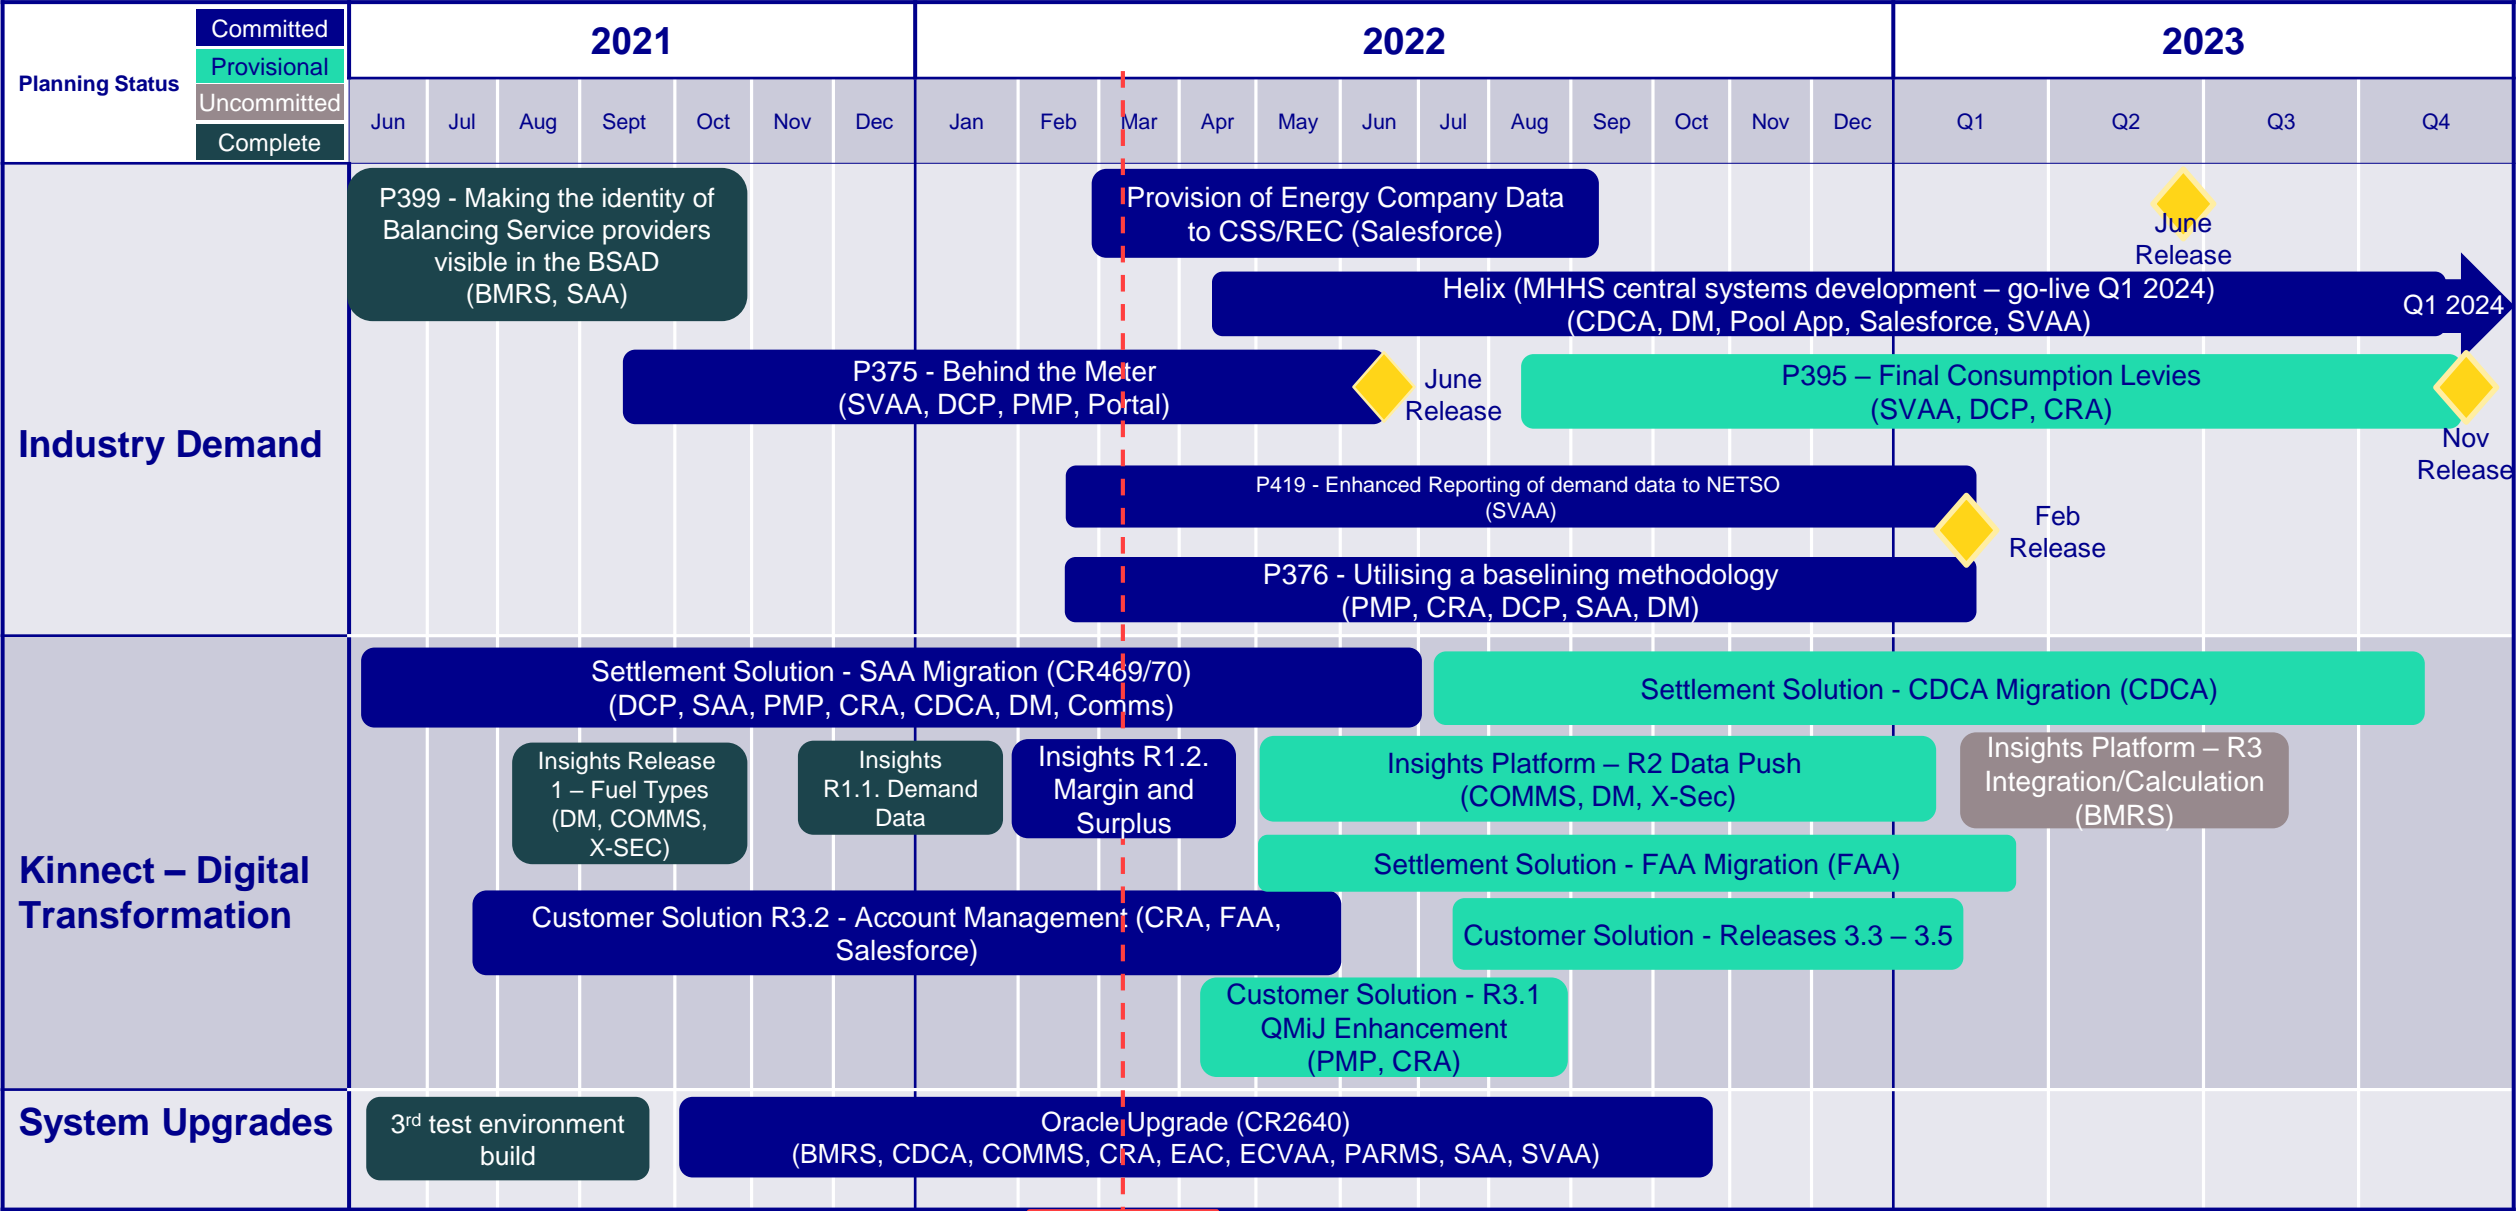 Planning Status
Committed
Provisional
Uncommitted
Complete
2021
2022
2023
Jun
Jul
Aug
Sept
Oct
Nov
Dec
Jan
Feb
Mar
Apr
May
Jun
Jul
Aug
Sep
Oct
Nov
Dec
Q1
Q2
Q3
Q4
Industry Demand
P399 - Making the identity of
Balancing Service providers
visible in the BSAD
(BMRS, SAA)
Provision of Energy Company Data
to CSS/REC (Salesforce)
June
Release
Helix (MHHS central systems development – go-live Q1 2024)
(CDCA, DM, Pool App, Salesforce, SVAA)
Q1 2024
P375 - Behind the Meter
(SVAA, DCP, PMP, Portal)
June
Release
P395 – Final Consumption Levies
(SVAA, DCP, CRA)
Nov
Release
P419 - Enhanced Reporting of demand data to NETSO
(SVAA)
Feb
Release
P376 - Utilising a baselining methodology
(PMP, CRA, DCP, SAA, DM)
Kinnect – Digital
Transformation
Settlement Solution - SAA Migration (CR469/70)
(DCP, SAA, PMP, CRA, CDCA, DM, Comms)
Settlement Solution - CDCA Migration (CDCA)
Insights Release
1 – Fuel Types
(DM, COMMS,
X-SEC)
Insights
R1.1. Demand
Data
Insights R1.2.
Margin and
Surplus
Insights Platform – R2 Data Push
(COMMS, DM, X-Sec)
Insights Platform – R3
Integration/Calculation
(BMRS)
Settlement Solution - FAA Migration (FAA)
Customer Solution R3.2 - Account Management (CRA, FAA,
Salesforce)
Customer Solution - Releases 3.3 – 3.5
Customer Solution - R3.1
QMiJ Enhancement
(PMP, CRA)
System Upgrades
3rd test environment
build
Oracle Upgrade (CR2640)
(BMRS, CDCA, COMMS, CRA, EAC, ECVAA, PARMS, SAA, SVAA)